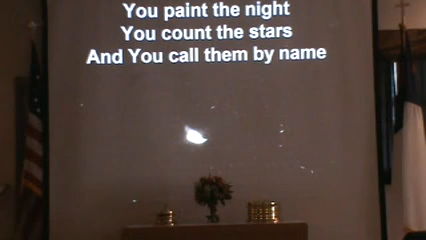 You paint the night
You count the stars
And You call them by name